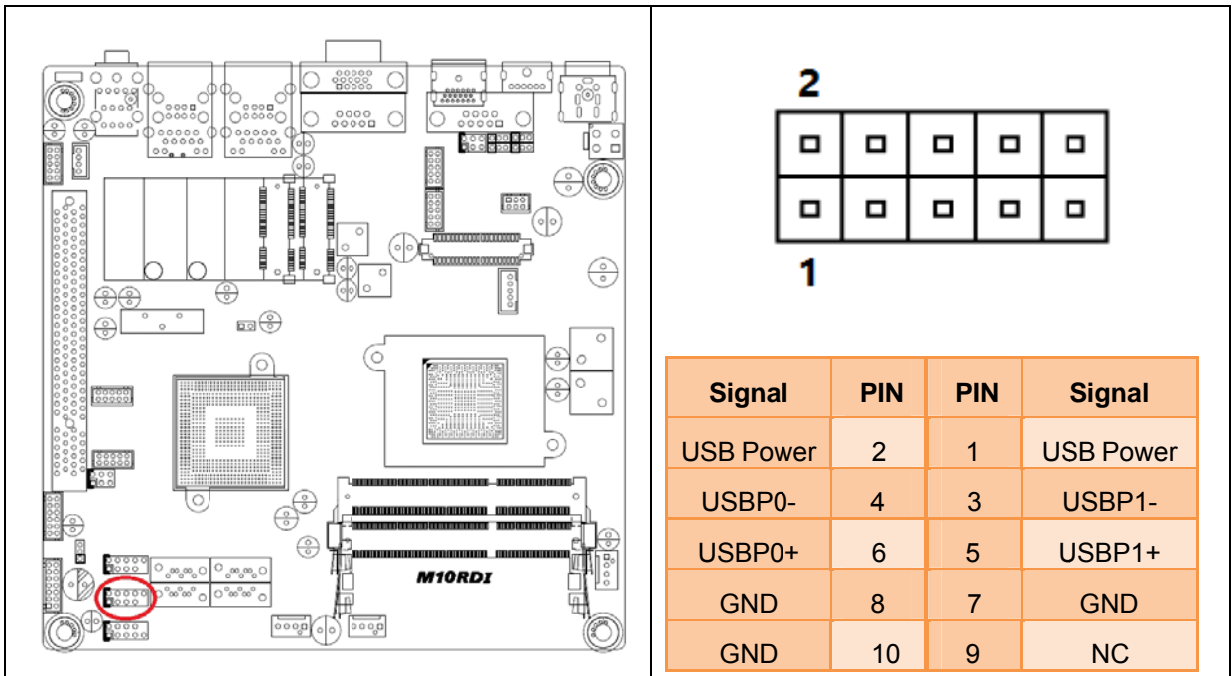 M10RDI
2
1
Signal PIN PIN Signal
USB Power 2 1 USB Power
USBP0- 4 3 USBP1-
USBP0+ 6 5 USBP1+
GND 8 7 GND
GND 10 9 NC